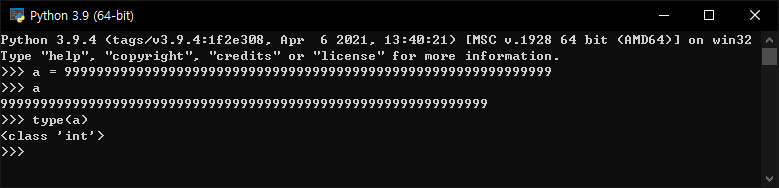 Python 3.9 (64-bit)
Python 3.9.4 (tags/v3.9.4:1f2e308, Apr  6 2021, 13:40:21) [MSC v.1928 64 bit (AMD64)] on win32
Type "help", "copyright", "credits" or "license" for more information.
>>> a = 9999999999999999999999999999999999999999999999999999999999999
>>> a
9999999999999999999999999999999999999999999999999999999999999
>>> type(a)
<class 'int'>
>>>